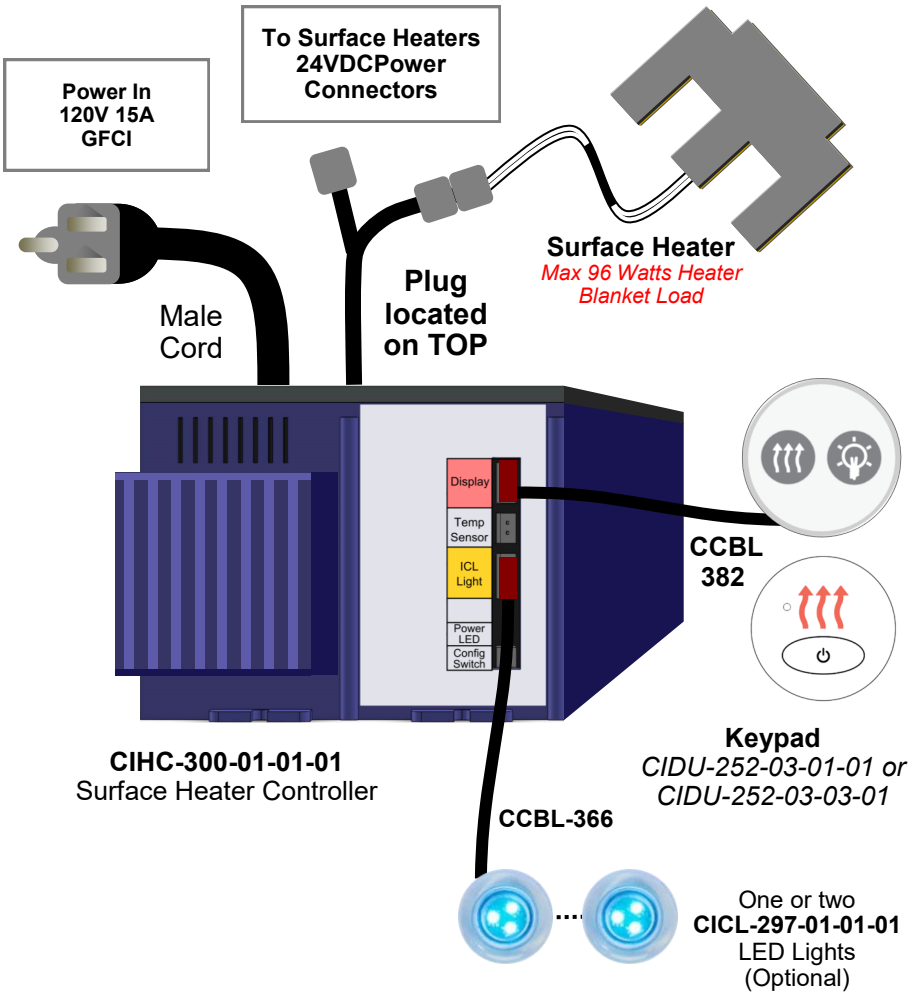 To Surface Heaters
24VDCPower
Connectors
Power In
120V 15A
GFCI
Surface Heater
Max 96 Watts Heater
Blanket Load
Plug
located
on TOP
Male
Cord
Display
Temp
Sensor
ICL
Light
Power
LED
Config
Switch
CCBL
382
Keypad
CIDU-252-03-01-01 or
CIDU-252-03-03-01
CIHC-300-01-01-01
Surface Heater Controller
CCBL-366
One or two
CICL-297-01-01-01
LED Lights
(Optional)